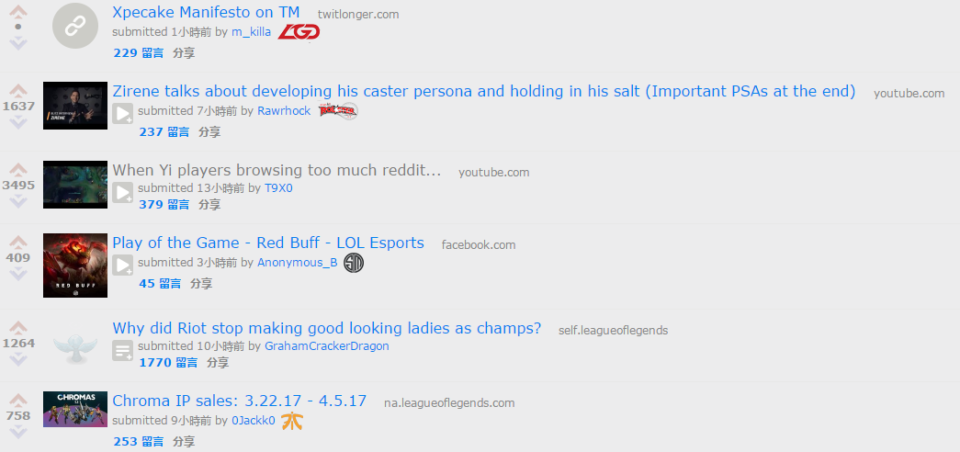 Xpecake Manifesto on TM twitlonger.com
submitted 1小時前 by m_killa LGD
229 留言 分享
1637
Zirene talks about developing his caster persona and holding in his salt (Important PSAs at the end) youtube.com
submitted 7小時前 by Rawrhock
237 留言 分享
3495
When Yi players browsing too much reddit... youtube.com
submitted 13小時前 by T9X0
379 留言 分享
409
Play of the Game - Red Buff - LOL Esports facebook.com
submitted 3小時前 by Anonymous_B
RED BUFF
45 留言 分享
1264
Why did Riot stop making good looking ladies as champs? self.leagueoflegends
submitted 10小時前 by GrahamCrackerDragon
1770 留言 分享
758
CHROMAS
Chroma IP sales: 3.22.17 - 4.5.17 na.leagueoflegends.com
submitted 9小時前 by 0Jackk0
253 留言 分享